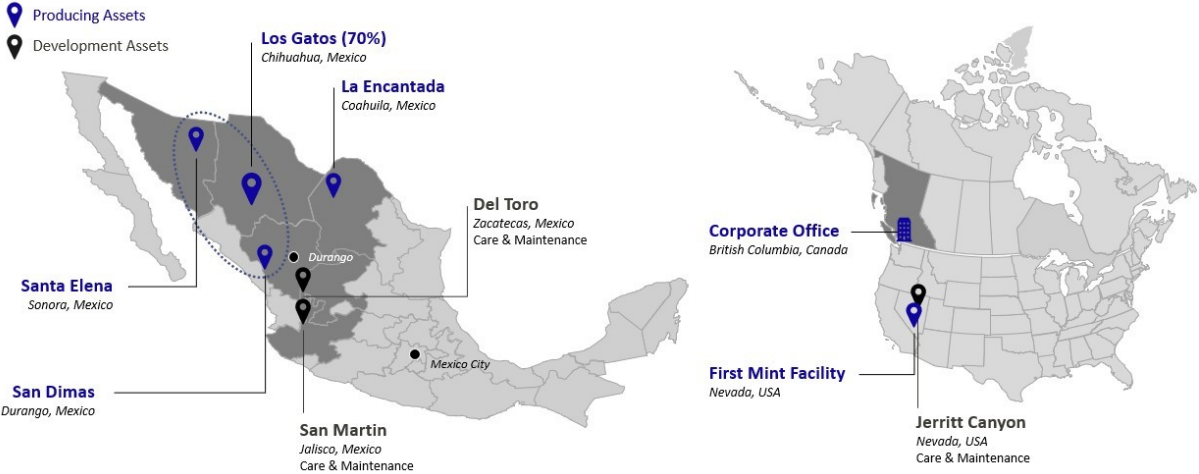 Producing Assets
Development Assets
Los Gatos (70%)
Chihuahua, Mexico
La Encantada
Coahuila, Mexico
Del Toro
Zacatecas, Mexico
Care & Maintenance
Durango
Santa Elena
Sonora, Mexico
Mexico City
San Dimas
Durango, Mexico
San Martin
Jalisco, Mexico
Care & Maintenance
Corporate Office
British Columbia, Canada
First Mint Facility
Nevada, USA
Jerritt Canyon
Nevada, USA
Care & Maintenance